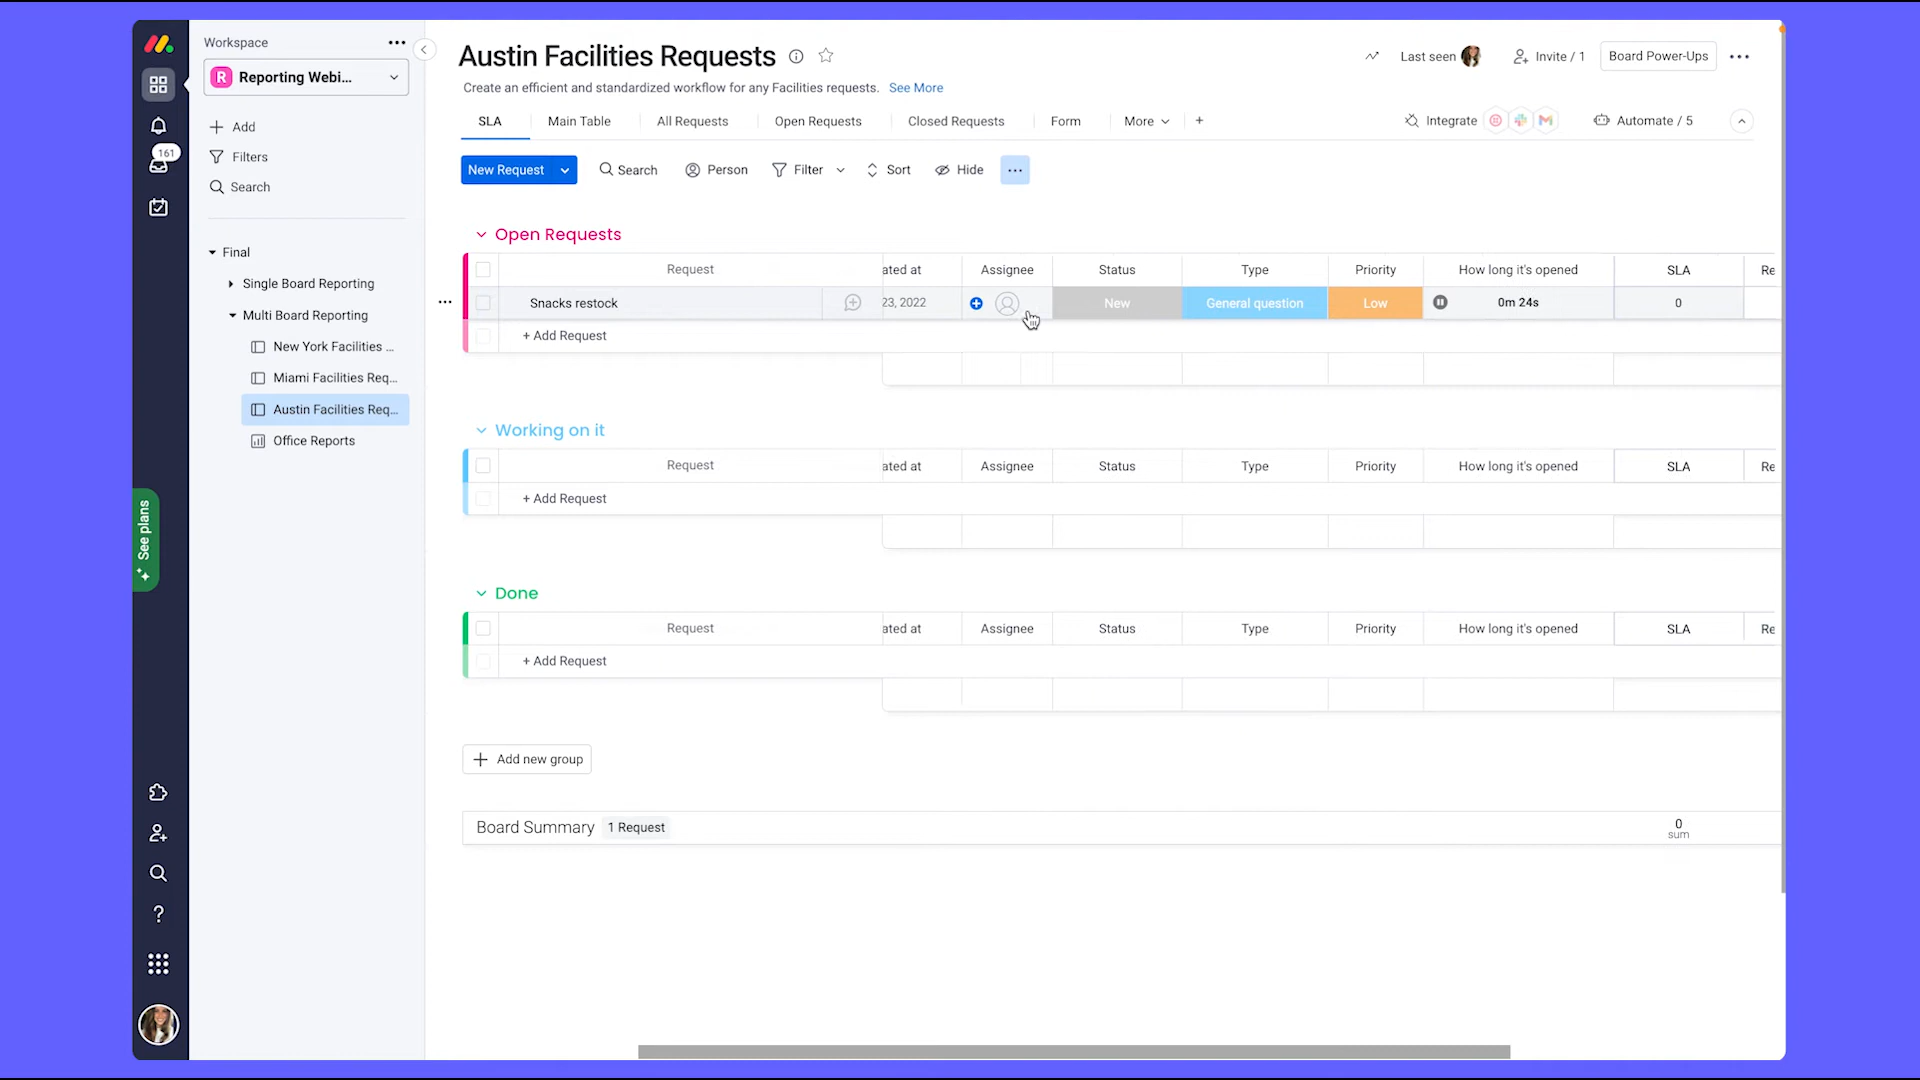 Workspace
R Reporting Webi...
Add
Filters
Search
Final
Single Board Reporting
Multi Board Reporting
New York Facilities ...
Miami Facilities Req...
Austin Facilities Req...
Office Reports
161
See plans
Austin Facilities Requests
Create an efficient and standardized workflow for any Facilities requests. See More
Last seen
Invite / 1
Board Power-Ups
SLA Main Table All Requests Open Requests Closed Requests Form More +
Integrate
Automate / 5
New Request Search Person Filter Sort Hide
Open Requests
Request ated at Assignee Status Type Priority How long it's opened SLA Re
Snacks restock 23, 2022 New General question Low 0m 24s 0
+ Add Request
Working on it
Request ated at Assignee Status Type Priority How long it's opened SLA Re
+ Add Request
Done
Request ated at Assignee Status Type Priority How long it's opened SLA Re
+ Add Request
Add new group
Board Summary 1 Request 0
sum